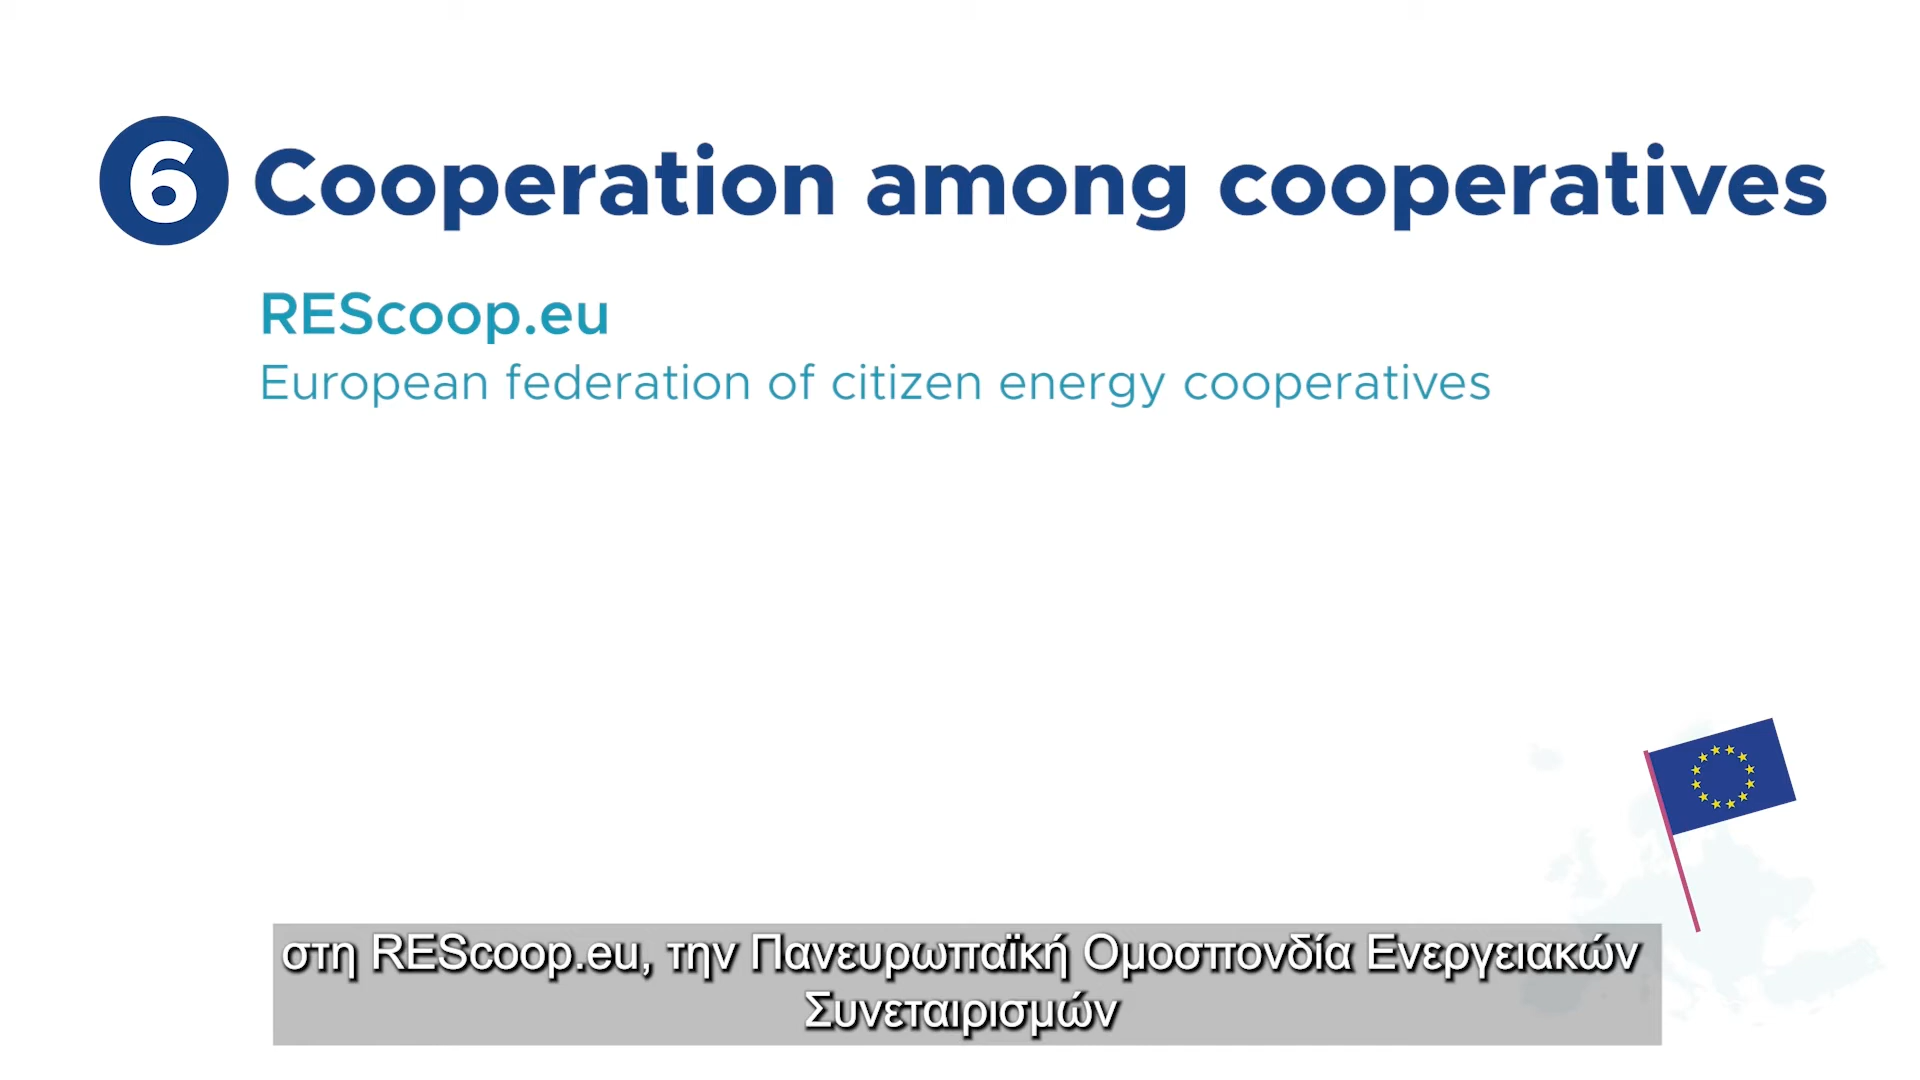 6 Cooperation among cooperatives
REScoop.eu
European federation of citizen energy cooperatives
στη REScoop.eu, την Πανευρωπαϊκή Ομοσπονδία Ενεργειακών
Συνεταιρισμών